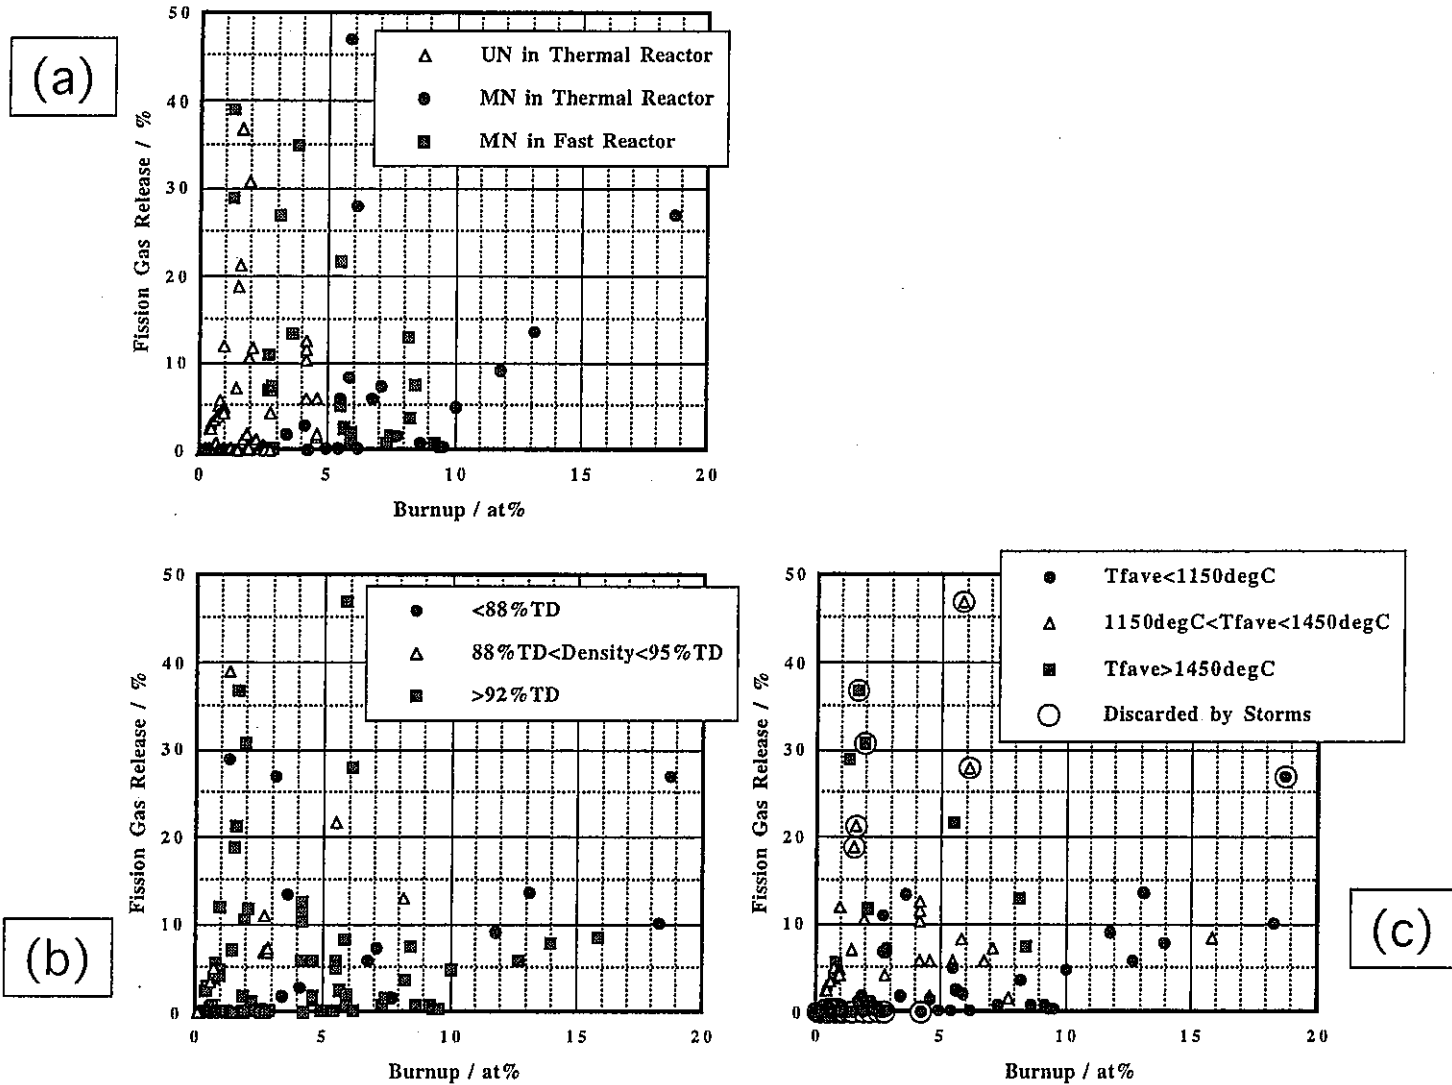 (a)
50
40
30
20
10
0
Fission Gas Release / %
UN in Thermal Reactor
MN in Thermal Reactor
MN in Fast Reactor
0 5 10 15 20
Burnup / at%
(b)
50
40
30
20
10
0
Fission Gas Release / %
<88%TD
88%TD<Density<95%TD
>92%TD
0 5 10 15 20
Burnup / at%
(c)
50
40
30
20
10
0
Fission Gas Release / %
Tfave<1150degC
1150degC<Tfave<1450degC
Tfave>1450degC
Discarded by Storms
0 5 10 15 20
Burnup / at%